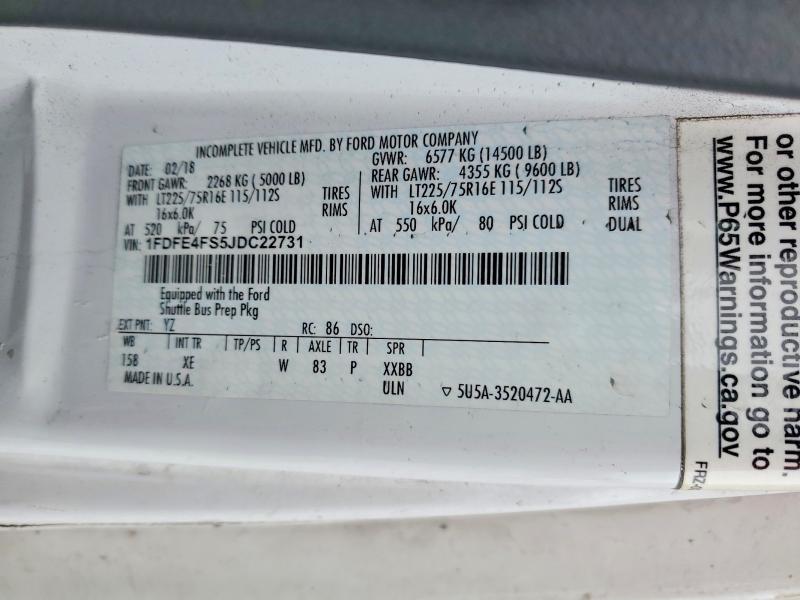 INCOMPLETE VEHICLE MFD. BY FORD MOTOR COMPANY
DATE: 02/18 GVWR: 6577 KG (14500 LB)
FRONT GAWR: 2268 KG ( 5000 LB) REAR GAWR: 4355 KG ( 9600 LB)
WITH LT225/75R16E 115/112S TIRES WITH LT225/75R16E 115/112S TIRES
16x6.0K RIMS 16x6.0K RIMS
AT 520 kPa/ 75 PSI COLD AT 550 kPa/ 80 PSI COLD DUAL
VIN: 1FDFE4FS5JDC22731
Equipped with the Ford
Shuttle Bus Prep Pkg
EXT PNT: YZ RC: 86 DSO:
WB INT TR TP/PS R AXLE TR SPR
158 XE W 83 P XXBB
MADE IN U.S.A. ULN ▽ 5U5A-3520472-AA
or other reproductive harm.
For more information go to
www.P65Warnings.ca.gov